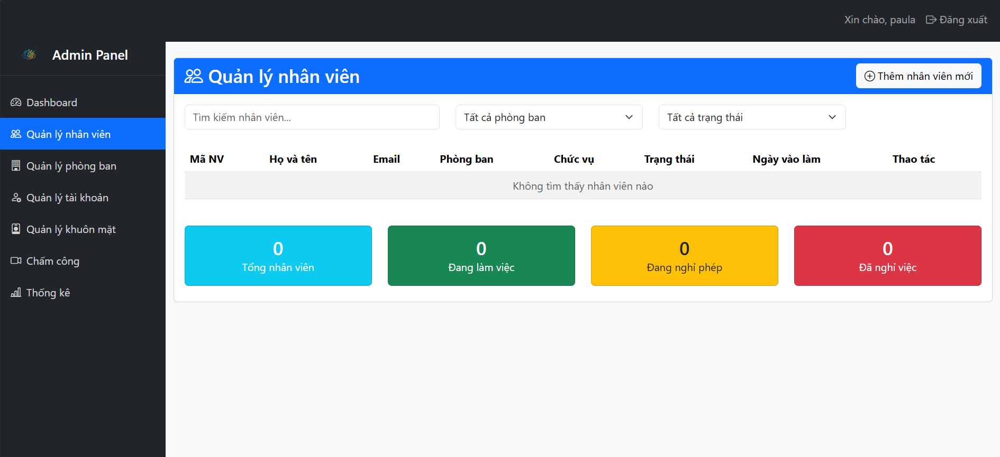 Xin chào, paula Đăng xuất
Admin Panel
Dashboard
Quản lý nhân viên
Quản lý phòng ban
Quản lý tài khoản
Quản lý khuôn mặt
Chấm công
Thống kê
Quản lý nhân viên
Thêm nhân viên mới
Tìm kiếm nhân viên...
Tất cả phòng ban
Tất cả trạng thái
Mã NV Họ và tên Email Phòng ban Chức vụ Trạng thái Ngày vào làm Thao tác
Không tìm thấy nhân viên nào
0
Tổng nhân viên
0
Đang làm việc
0
Đang nghỉ phép
0
Đã nghỉ việc